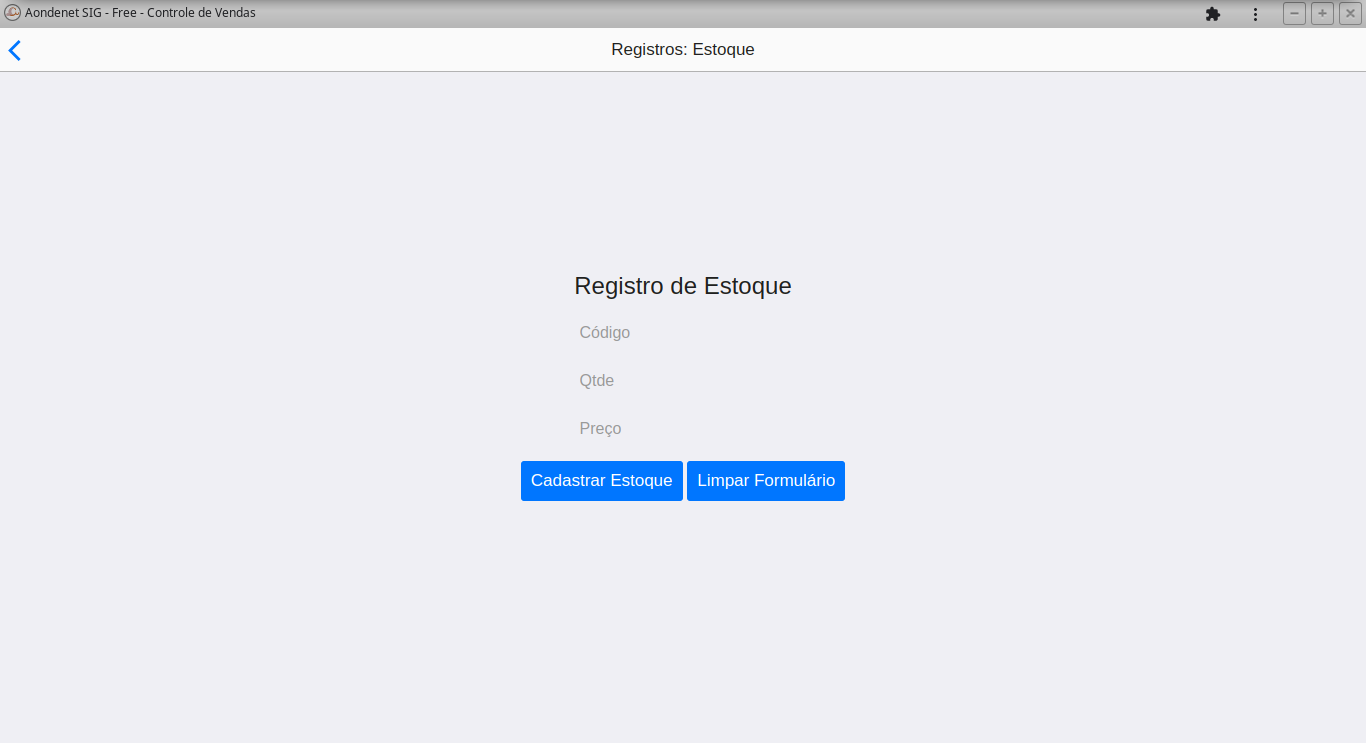 Aondenet SIG - Free - Controle de Vendas
Registros: Estoque
Registro de Estoque
Código
Qtde
Preço
Cadastrar Estoque Limpar Formulário